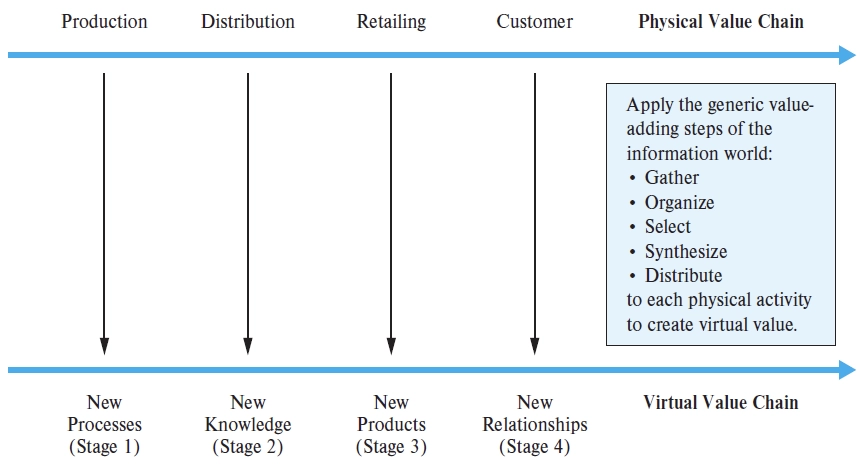 Production Distribution Retailing Customer Physical Value Chain
Apply the generic value-
adding steps of the
information world:
• Gather
• Organize
• Select
• Synthesize
• Distribute
to each physical activity
to create virtual value.
New Processes (Stage 1)
New Knowledge (Stage 2)
New Products (Stage 3)
New Relationships (Stage 4)
Virtual Value Chain